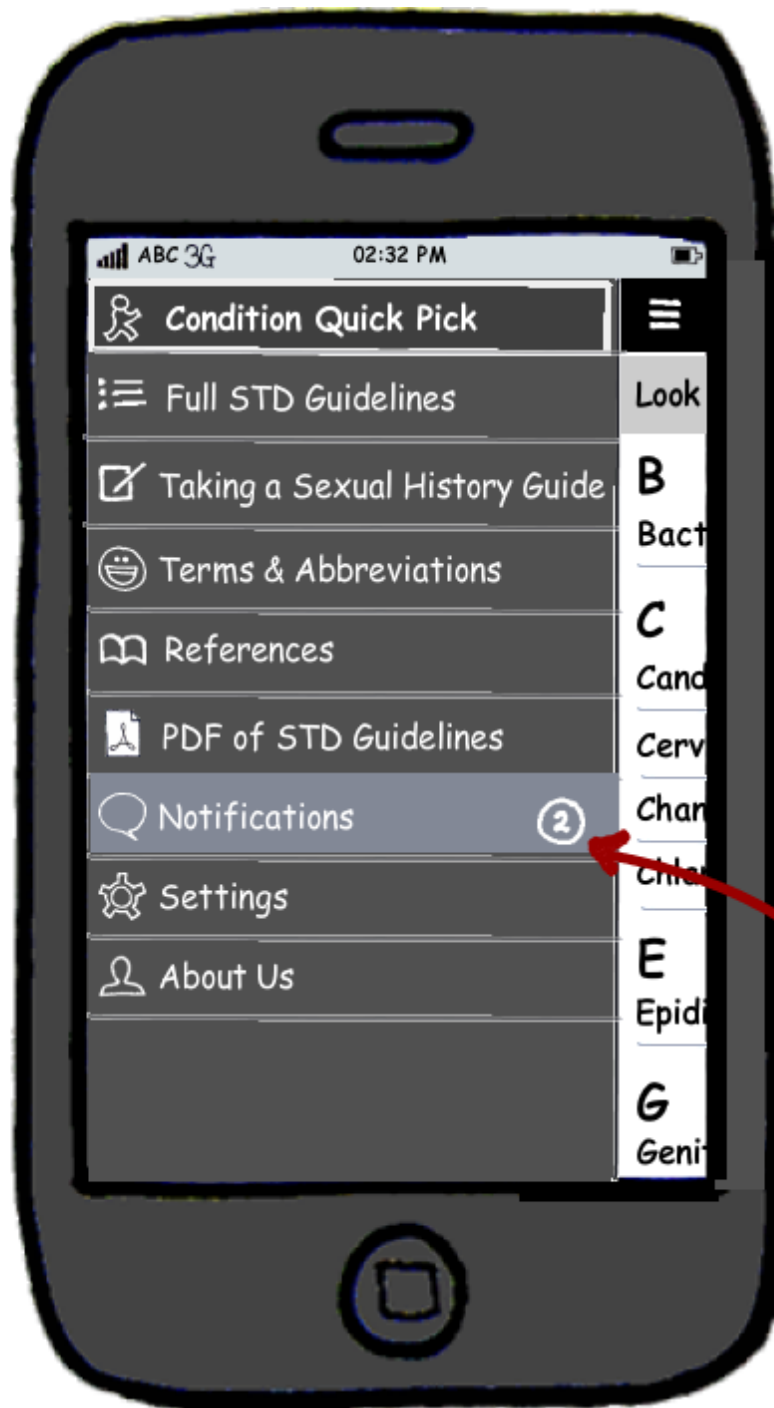 ABC 3G 02:32 PM
Condition Quick Pick
Full STD Guidelines
Taking a Sexual History Guide
Terms & Abbreviations
References
PDF of STD Guidelines
Notifications 2
Settings
About Us
Look
B
Bact
C
Cand
Cerv
Chan
Chla
E
Epidi
G
Geni